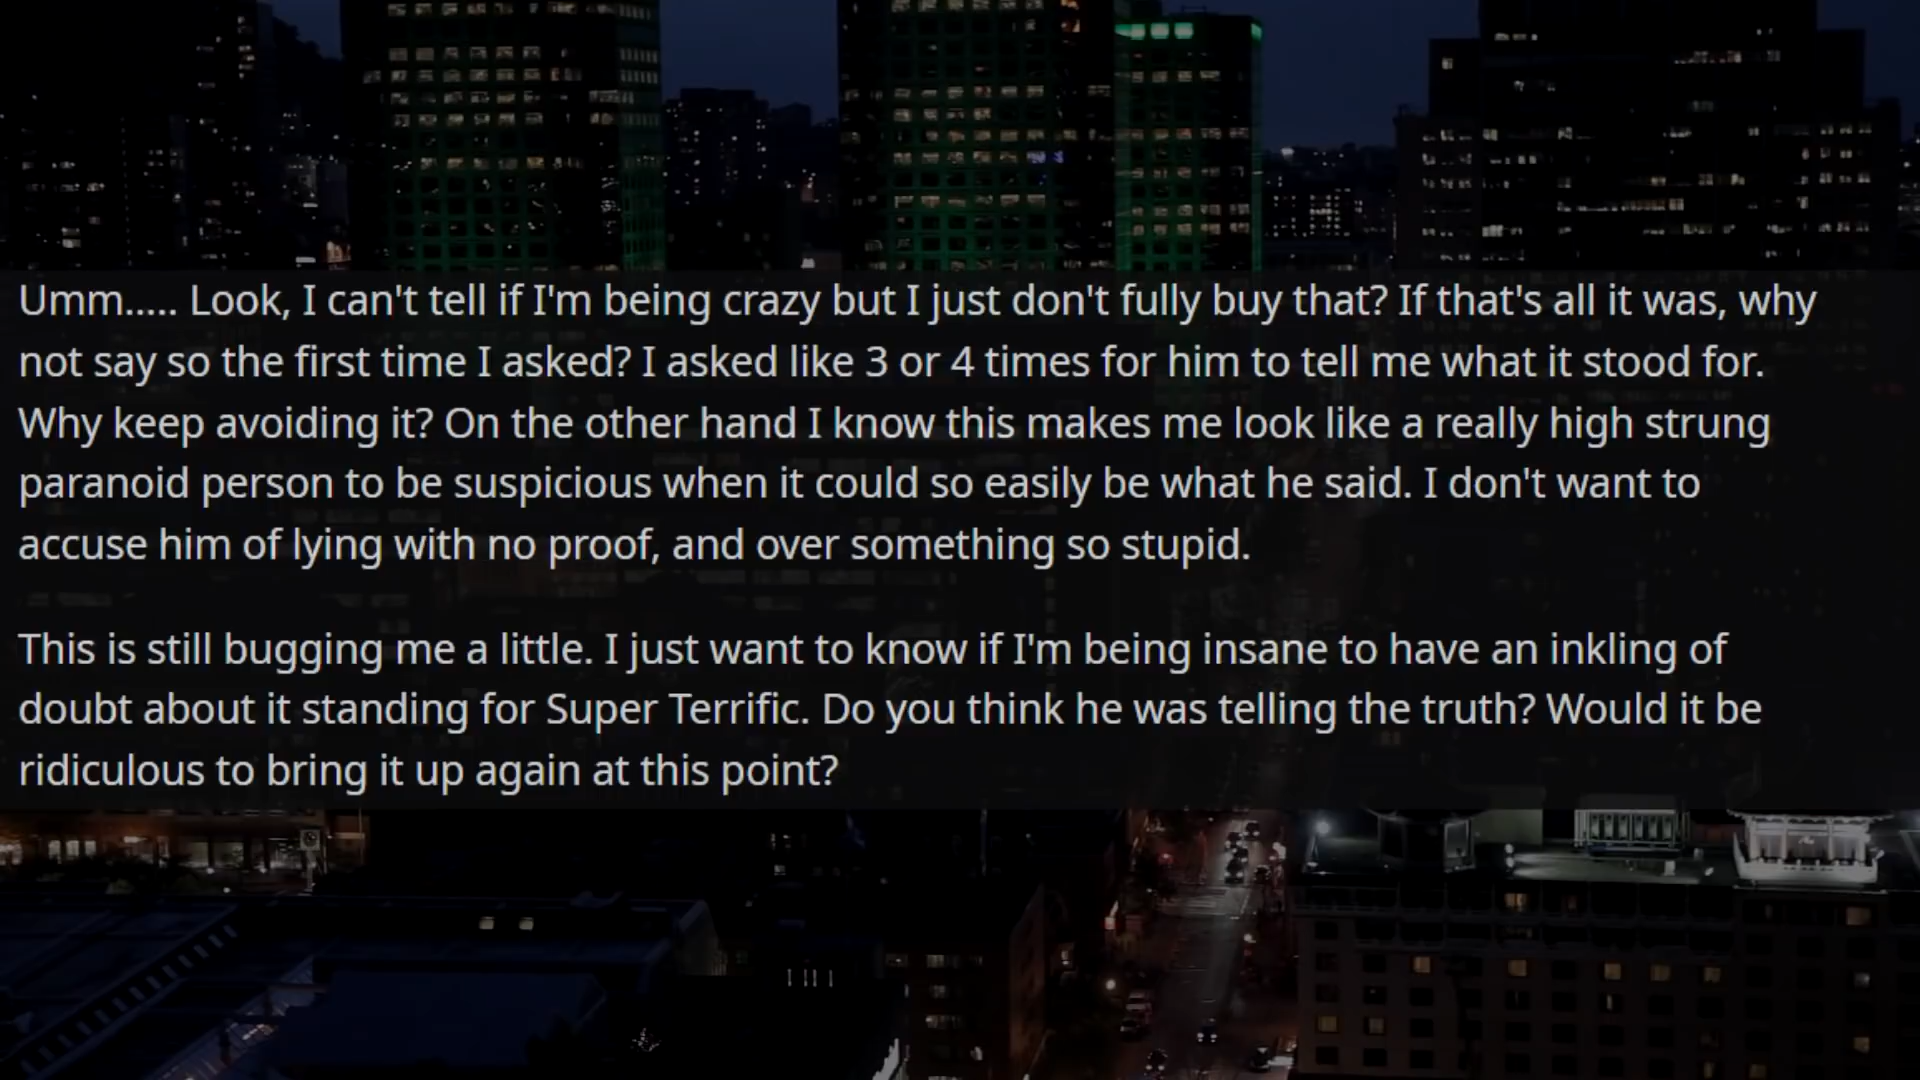 Umm..... Look, I can't tell if I'm being crazy but I just don't fully buy that? If that's all it was, why
not say so the first time I asked? I asked like 3 or 4 times for him to tell me what it stood for.
Why keep avoiding it? On the other hand I know this makes me look like a really high strung
paranoid person to be suspicious when it could so easily be what he said. I don't want to
accuse him of lying with no proof, and over something so stupid.
This is still bugging me a little. I just want to know if I'm being insane to have an inkling of
doubt about it standing for Super Terrific. Do you think he was telling the truth? Would it be
ridiculous to bring it up again at this point?